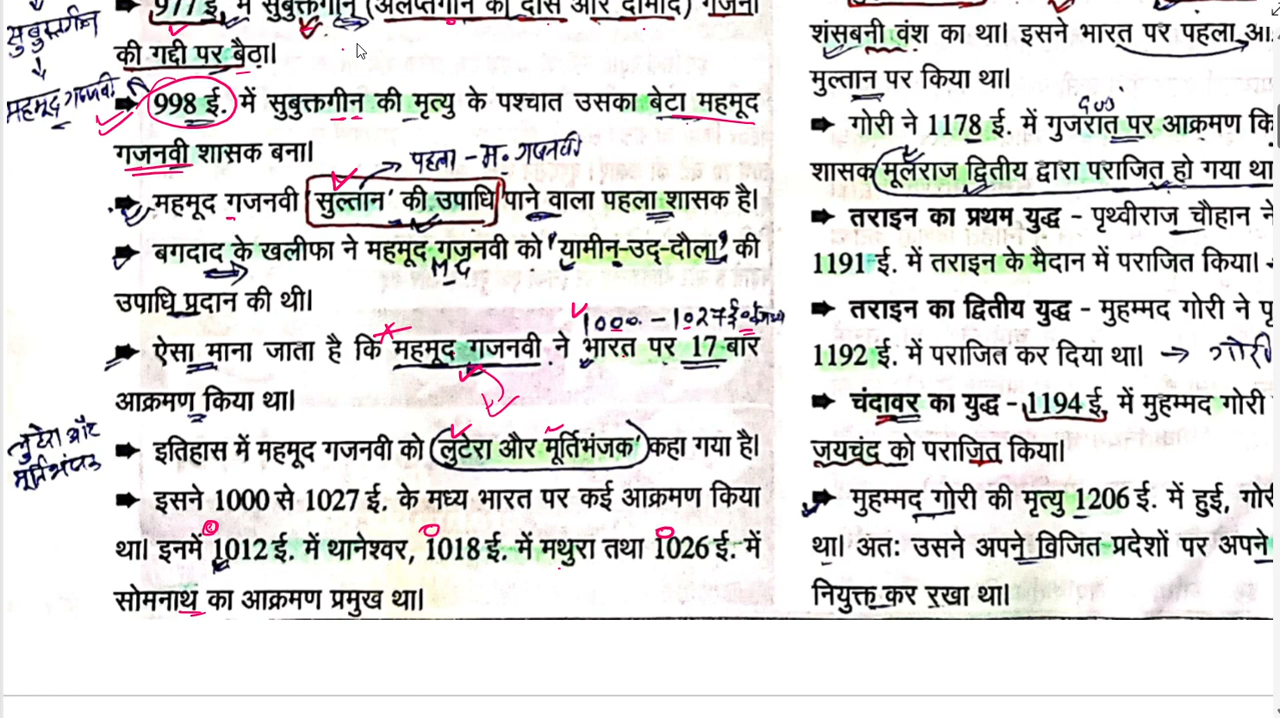 977 ई. में सुबुक्तगीन (अलप्तगीन का दास और दामाद) गजनी
की गद्दी पर बैठा।
सुबुक्तगीन
महमूद गजनवी
998 ई. में सुबुक्तगीन की मृत्यु के पश्चात उसका बेटा महमूद
गजनवी शासक बना।
पहला - म. गजनवी
महमूद गजनवी 'सुल्तान' की उपाधि पाने वाला पहला शासक है।
बगदाद के खलीफा ने महमूद गजनवी को 'यामीन-उद्-दौला' की
M G
उपाधि प्रदान की थी।
1000 - 1027 ई. के मध्य
ऐसा माना जाता है कि महमूद गजनवी ने भारत पर 17 बार
आक्रमण किया था।
लुटेरा और
मूर्तिभंजक
इतिहास में महमूद गजनवी को 'लुटेरा और मूर्तिभंजक' कहा गया है।
इसने 1000 से 1027 ई. के मध्य भारत पर कई आक्रमण किया
था। इनमें 1012 ई. में थानेश्वर, 1018 ई. में मथुरा तथा 1026 ई. में
सोमनाथ का आक्रमण प्रमुख था।
शंसबनी वंश का था। इसने भारत पर पहला आ
मुल्तान पर किया था।
गोरी ने 1178 ई. में गुजरात पर आक्रमण कि
शासक मूलराज द्वितीय द्वारा पराजित हो गया था
तराइन का प्रथम युद्ध - पृथ्वीराज चौहान ने
1191 ई. में तराइन के मैदान में पराजित किया।
तराइन का द्वितीय युद्ध - मुहम्मद गोरी ने पृ
1192 ई. में पराजित कर दिया था। → गोरी
चंदावर का युद्ध - 1194 ई. में मुहम्मद गोरी
जयचंद को पराजित किया।
मुहम्मद गोरी की मृत्यु 1206 ई. में हुई, गोर
था। अतः उसने अपने विजित प्रदेशों पर अपने
नियुक्त कर रखा था।